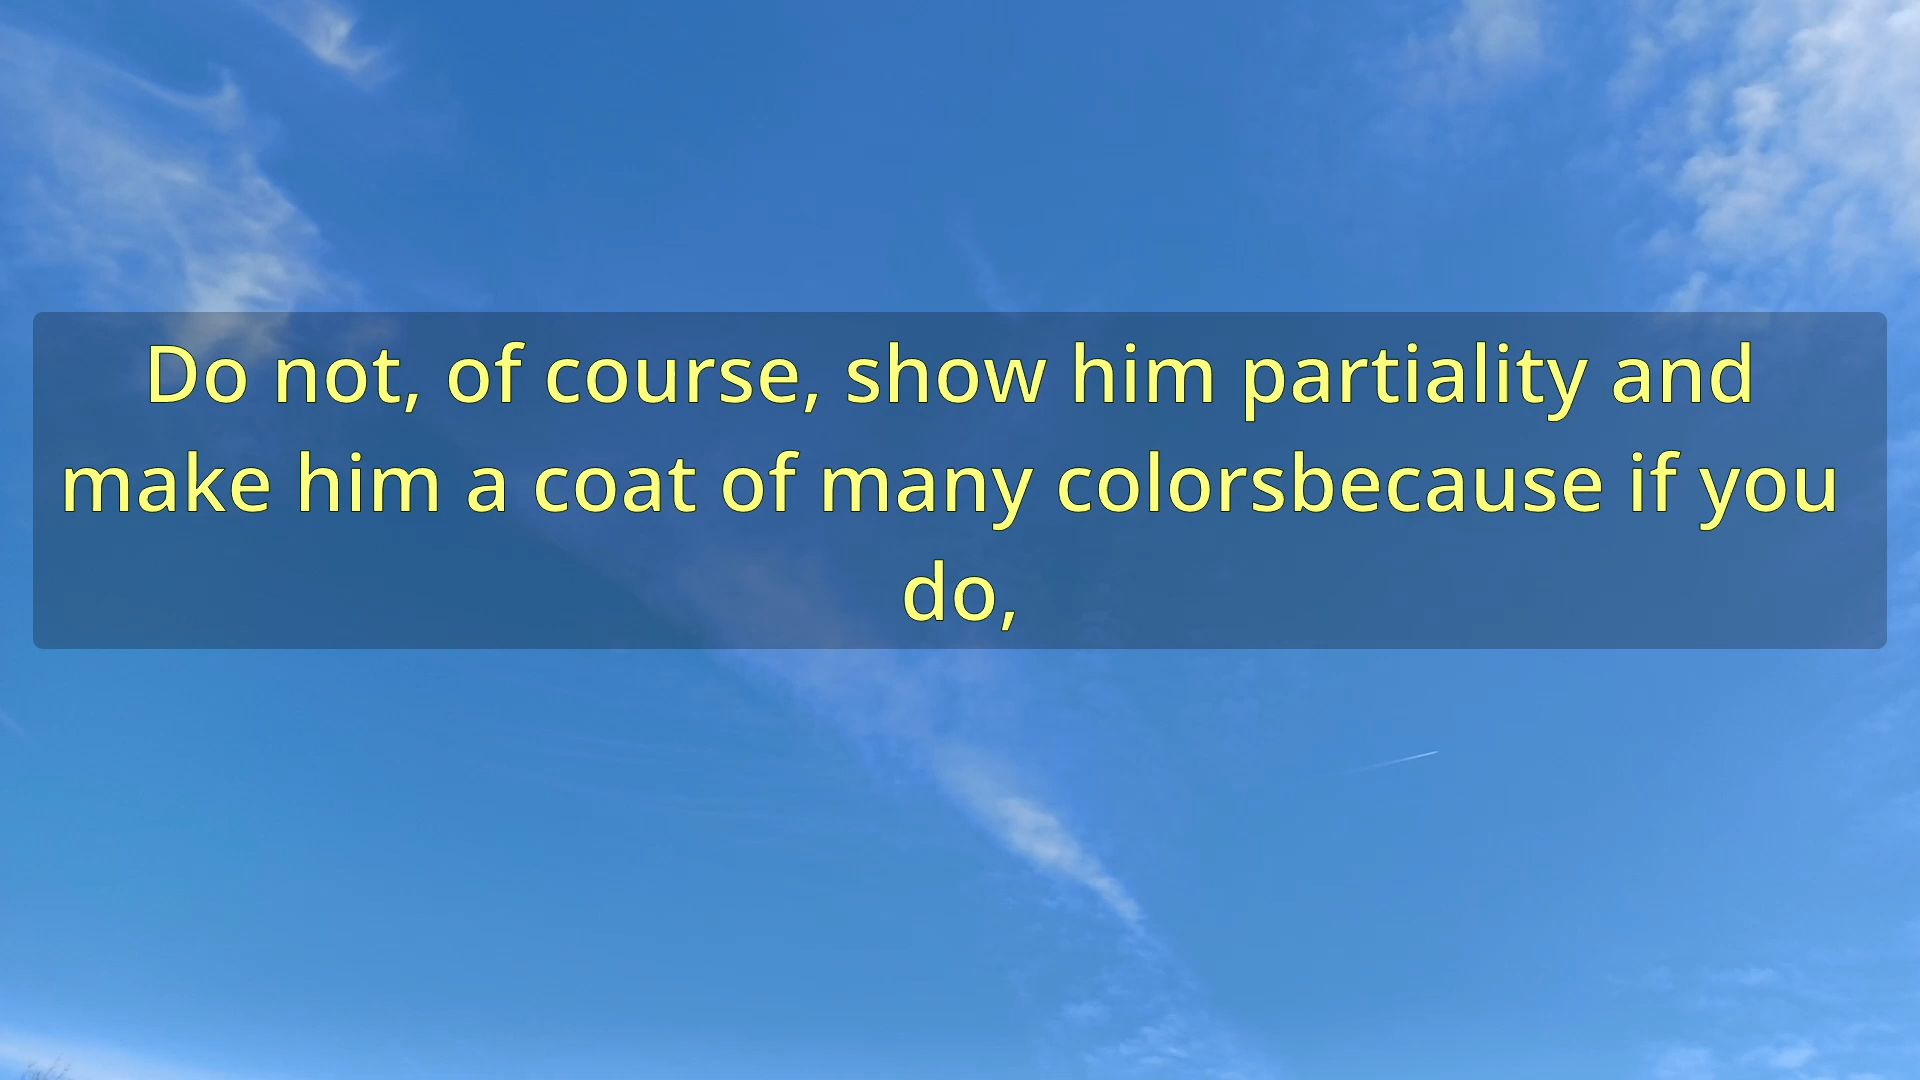 Do not, of course, show him partiality and
make him a coat of many colorsbecause if you
do,